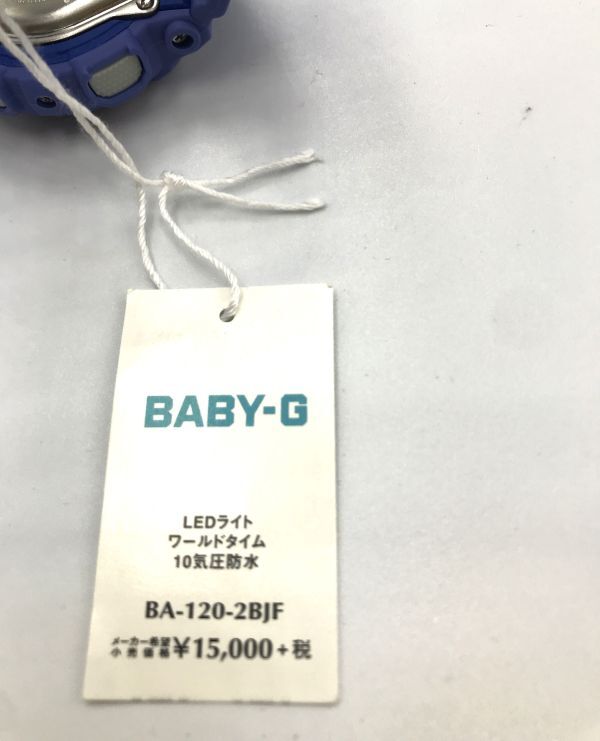 BABY-G
LEDライト
ワールドタイム
10気圧防水
BA-120-2BJF
メーカー希望
小売価格 ¥15,000+税